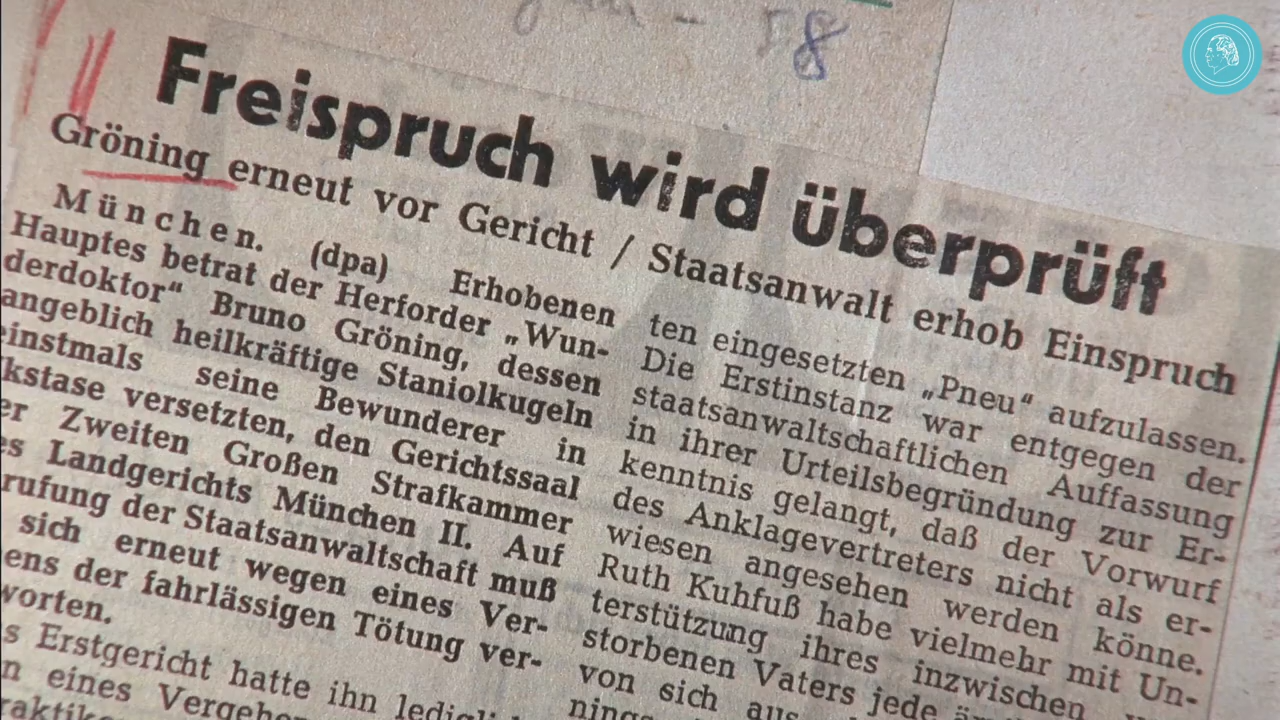 8
Freispruch wird überprüft
Gröning erneut vor Gericht / Staatsanwalt erhob Einspruch
München. (dpa) Erhobenen
Hauptes betrat der Herforder „Wun-
derdoktor“ Bruno Gröning, dessen
angeblich heilkräftige Staniolkugeln
einstmals seine Bewunderer in
kstase versetzten, den Gerichtssaal
er Zweiten Großen Strafkammer
es Landgerichts München II. Auf
rufung der Staatsanwaltschaft muß
sich erneut wegen eines Ver-
ens der fahrlässigen Tötung ver-
worten.
s Erstgericht hatte ihn
n eines
ten eingesetzten „Pneu“ aufzulassen.
Die Erstinstanz war entgegen der
staatsanwaltschaftlichen Auffassung
in ihrer Urteilsbegründung zur Er-
kenntnis gelangt, daß der Vorwurf
des Anklagevertreters nicht als er-
wiesen angesehen werden könne.
Ruth Kuhfuß habe vielmehr mit Un-
terstützung ihres inzwischen
storbenen Vaters jede
von sich aus